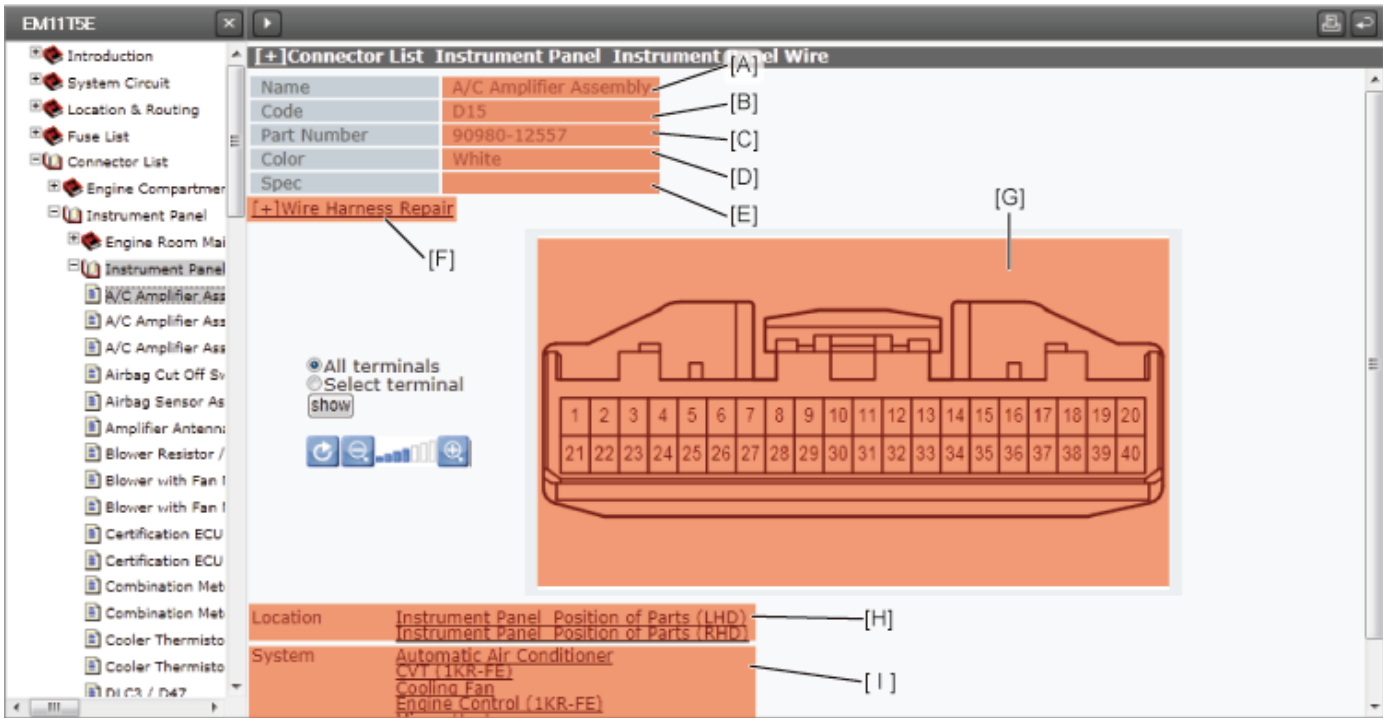 EM11T5E
Introduction
System Circuit
Location & Routing
Fuse List
Connector List
Engine Compartmer
Instrument Panel
Engine Room Mai
Instrument Panel
A/C Amplifier Ass
A/C Amplifier Ass
A/C Amplifier Ass
Airbag Cut Off Sv
Airbag Sensor As
Amplifier Antenna
Blower Resistor /
Blower with Fan
Blower with Fan
Certification ECU
Certification ECU
Combination Met
Combination Met
Cooler Thermisto
Cooler Thermisto
DLC3 / D47
[+]Connector List Instrument Panel Instrument Panel Wire
Name A/C Amplifier Assembly [A]
Code D15 [B]
Part Number 90980-12557 [C]
Color White [D]
Spec [E]
[+]Wire Harness Repair
[F]
[G]
All terminals
Select terminal
show
1 2 3 4 5 6 7 8 9 10 11 12 13 14 15 16 17 18 19 20
21 22 23 24 25 26 27 28 29 30 31 32 33 34 35 36 37 38 39 40
Location Instrument Panel Position of Parts (LHD) [H]
Instrument Panel Position of Parts (RHD)
System Automatic Air Conditioner
CVT (1KR-FE)
[I]
Cooling Fan
Engine Control (1KR-FE)